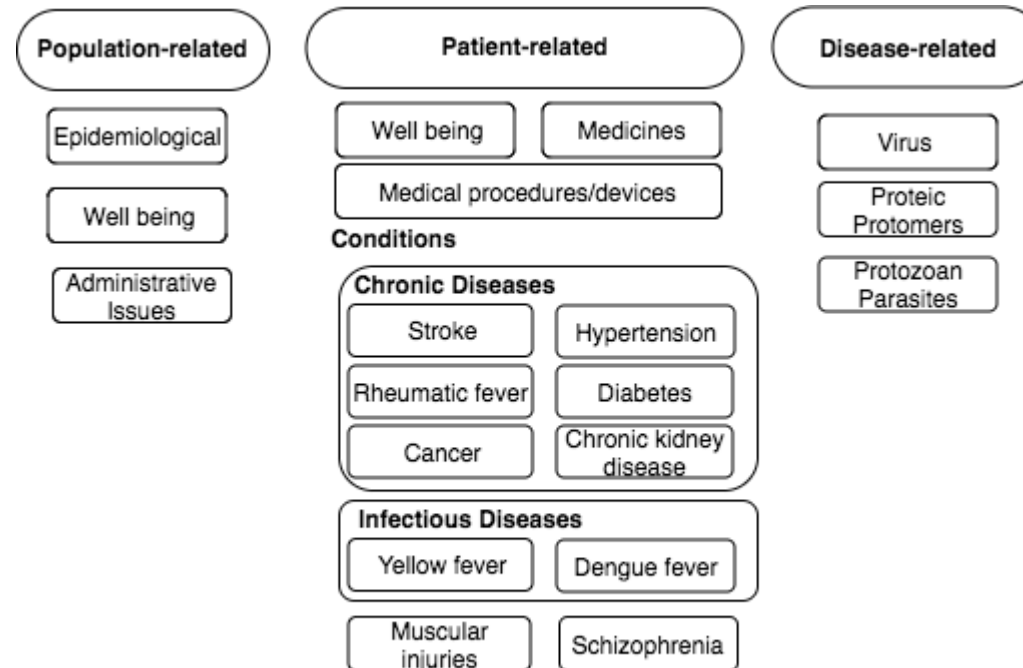 Population-related
Patient-related
Disease-related
Epidemiological
Well being
Administrative
Issues
Well being
Medicines
Medical procedures/devices
Conditions
Chronic Diseases
Stroke
Hypertension
Rheumatic fever
Diabetes
Cancer
Chronic kidney
disease
Infectious Diseases
Yellow fever
Dengue fever
Muscular
injuries
Schizophrenia
Virus
Proteic
Protomers
Protozoan
Parasites